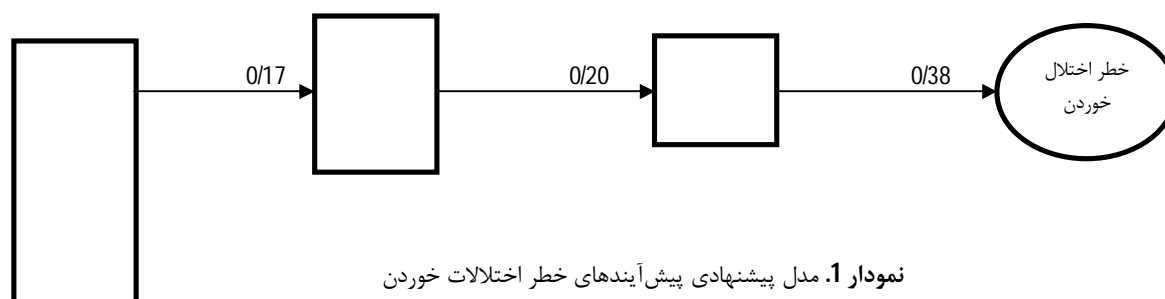 0/17
0/20
0/38
خطر اختلال
خوردن
نمودار 1. مدل پیشنهادی پیش‌آیندهای خطر اختلالات خوردن